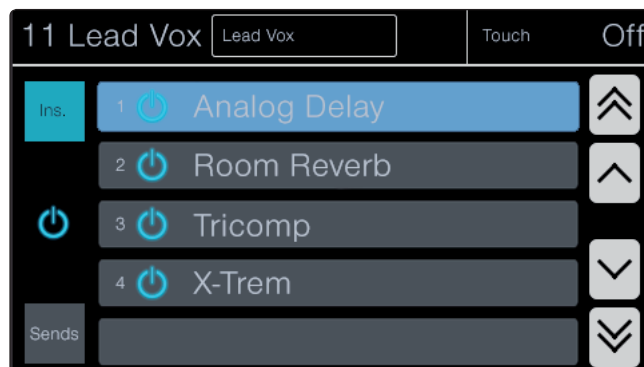 11 Lead Vox Lead Vox Touch Off
Ins.
1 Analog Delay
2 Room Reverb
3 Tricomp
4 X-Trem
Sends